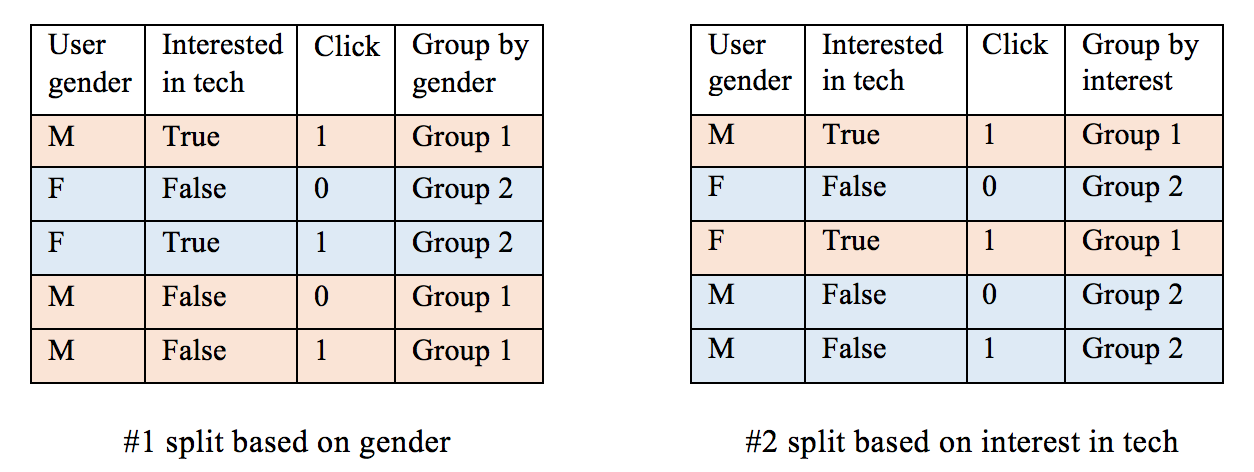 User gender Interested in tech Click Group by gender
M True 1 Group 1
F False 0 Group 2
F True 1 Group 2
M False 0 Group 1
M False 1 Group 1
#1 split based on gender
User gender Interested in tech Click Group by interest
M True 1 Group 1
F False 0 Group 2
F True 1 Group 1
M False 0 Group 2
M False 1 Group 2
#2 split based on interest in tech